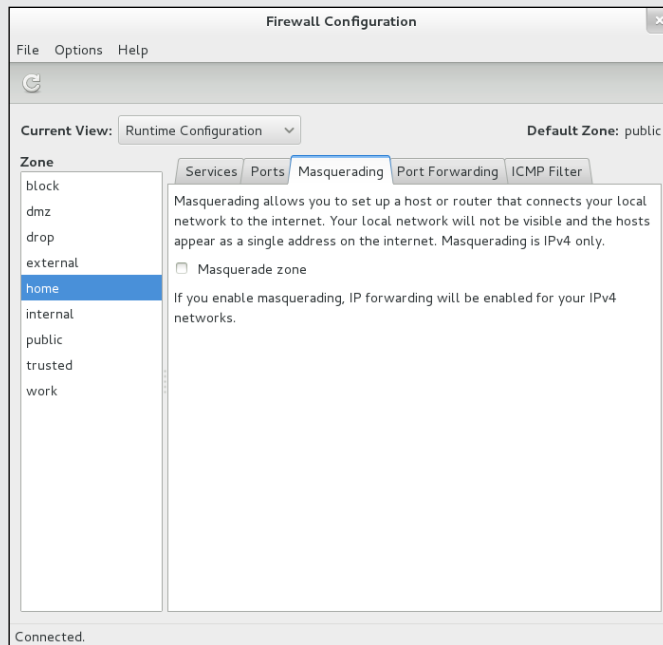 Firewall Configuration
File Options Help
Current View: Runtime Configuration Default Zone: public
Zone
block
dmz
drop
external
home
internal
public
trusted
work
Services Ports Masquerading Port Forwarding ICMP Filter
Masquerading allows you to set up a host or router that connects your local
network to the internet. Your local network will not be visible and the hosts
appear as a single address on the internet. Masquerading is IPv4 only.
Masquerade zone
If you enable masquerading, IP forwarding will be enabled for your IPv4
networks.
Connected.